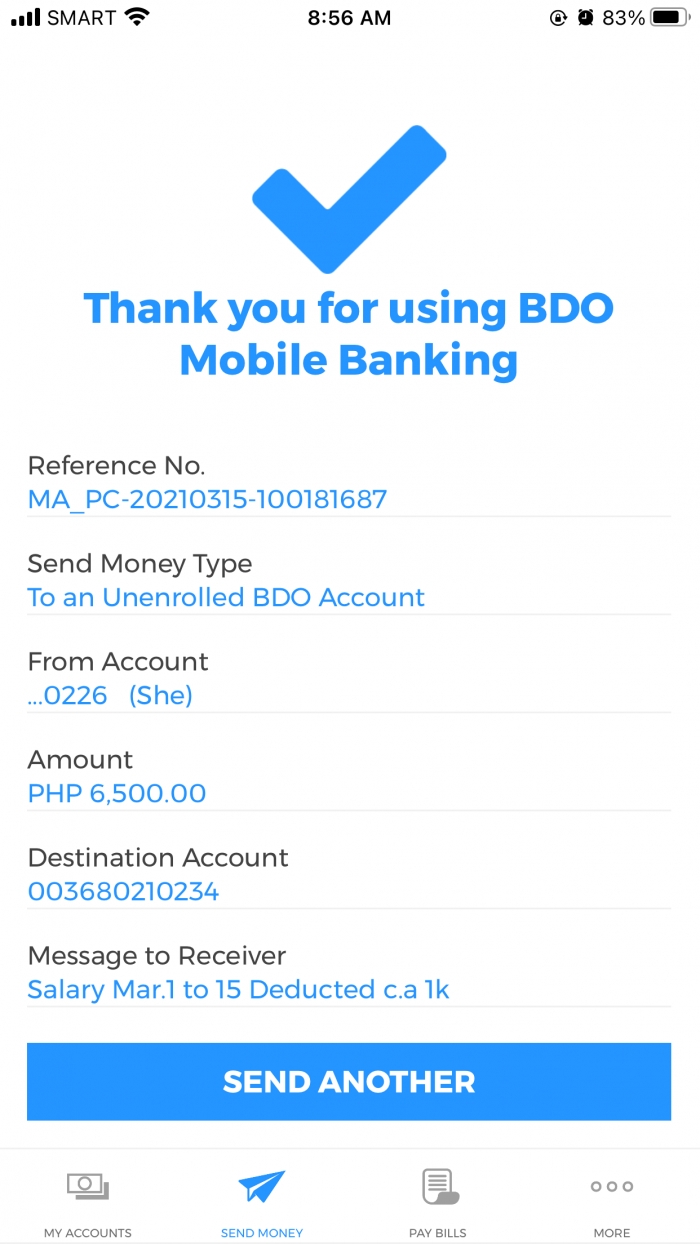 SMART 8:56 AM 83%
Thank you for using BDO
Mobile Banking
Reference No.
MA_PC-20210315-100181687
Send Money Type
To an Unenrolled BDO Account
From Account
...0226 (She)
Amount
PHP 6,500.00
Destination Account
003680210234
Message to Receiver
Salary Mar.1 to 15 Deducted c.a 1k
SEND ANOTHER
MY ACCOUNTS SEND MONEY PAY BILLS MORE